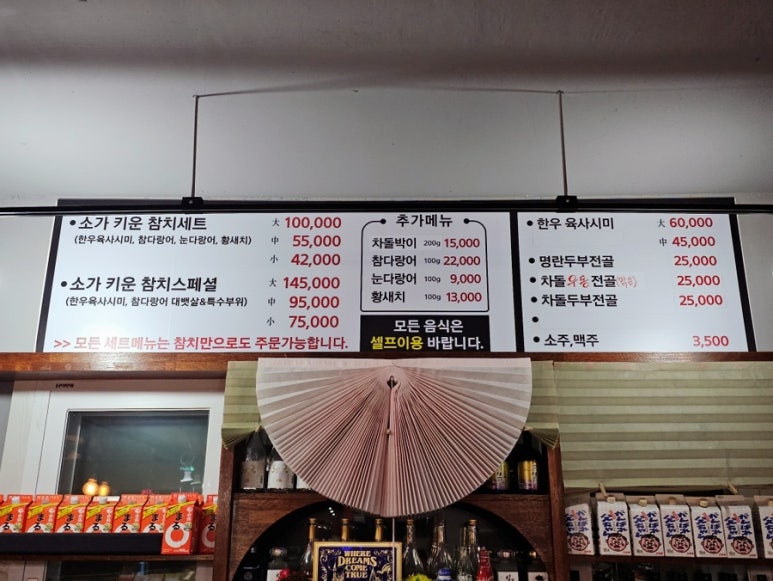 • 소가 키운 참치세트 大 100,000
(한우육사시미, 참다랑어, 눈다랑어, 황새치) 中 55,000
小 42,000
• 소가 키운 참치스페셜 大 145,000
(한우육사시미, 참다랑어 대뱃살&특수부위) 中 95,000
小 75,000
>> 모든 세트메뉴는 참치만으로도 주문가능합니다.
• 추가메뉴 •
차돌박이 200g 15,000
참다랑어 100g 22,000
눈다랑어 100g 9,000
황새치 100g 13,000
모든 음식은
셀프이용 바랍니다.
• 한우 육사시미 大 60,000
中 45,000
• 명란두부전골 25,000
• 차돌우동전골 25,000
• 차돌두부전골 25,000
•
• 소주,맥주 3,500
WHERE
DREAMS
COME
TRUE